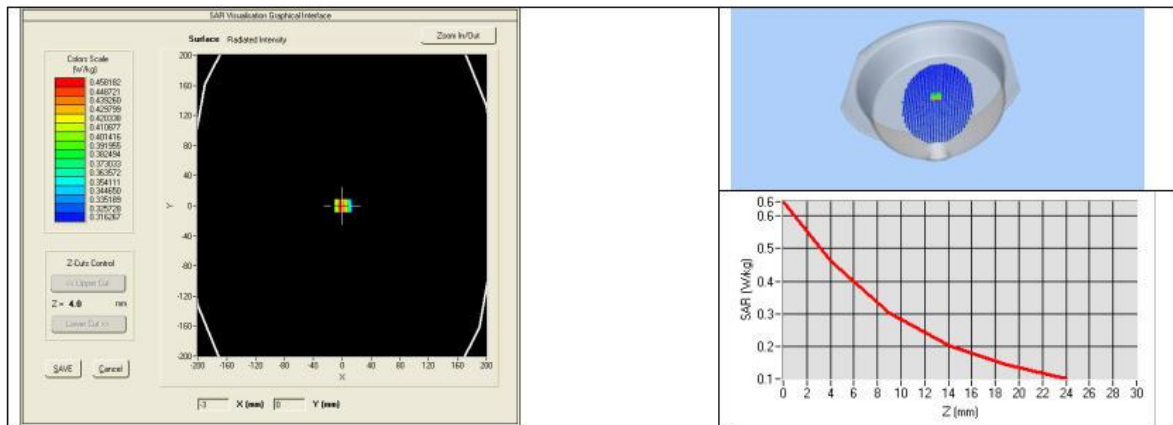 SAR Visualisation Graphical Interface
Surface Radiated Intensity
Zoom In/Out
Colors Scale
(W/kg)
0.458182
0.448721
0.439260
0.429799
0.420338
0.410877
0.401416
0.391955
0.382494
0.373033
0.363572
0.354111
0.344650
0.335189
0.325728
0.316267
Z-Cuts Control
<< Upper Cut
Z = 4.0 mm
Lower Cut >>
SAVE Cancel
200
160
120
80
40
0
-40
-80
-120
-160
-200
Y
-200 -160 -120 -80 -40 0 40 80 120 160 200
X
-3 X (mm) 0 Y (mm)
0.6
0.6
0.5
0.4
0.3
0.2
0.1
SAR (W/kg)
0 2 4 6 8 10 12 14 16 18 20 22 24 26 28 30
Z (mm)